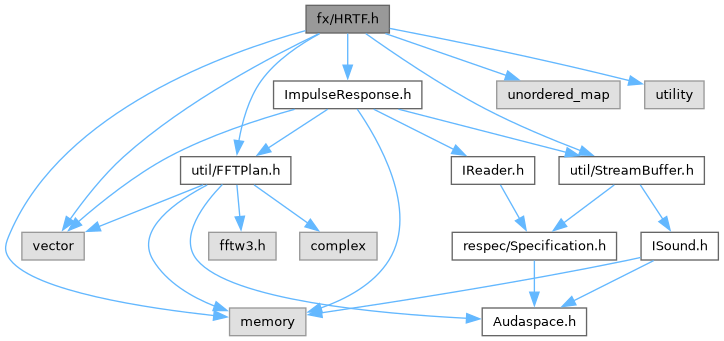 fx/HRTF.h
ImpulseResponse.h
unordered_map
utility
util/FFTPlan.h
IReader.h
util/StreamBuffer.h
vector
fftw3.h
complex
respec/Specification.h
ISound.h
memory
Audaspace.h